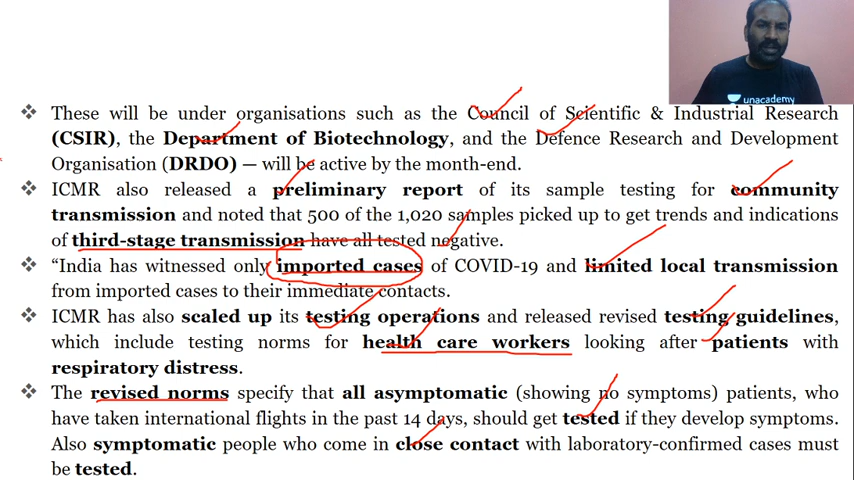 unacademy
❖ These will be under organisations such as the Council of Scientific & Industrial Research
(CSIR), the Department of Biotechnology, and the Defence Research and Development
Organisation (DRDO) — will be active by the month-end.
❖ ICMR also released a preliminary report of its sample testing for community
transmission and noted that 500 of the 1,020 samples picked up to get trends and indications
of third-stage transmission have all tested negative.
❖ “India has witnessed only imported cases of COVID-19 and limited local transmission
from imported cases to their immediate contacts.
❖ ICMR has also scaled up its testing operations and released revised testing guidelines,
which include testing norms for health care workers looking after patients with
respiratory distress.
❖ The revised norms specify that all asymptomatic (showing no symptoms) patients, who
have taken international flights in the past 14 days, should get tested if they develop symptoms.
Also symptomatic people who come in close contact with laboratory-confirmed cases must
be tested.